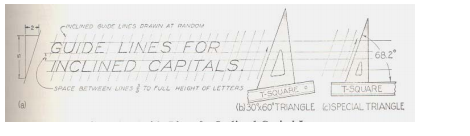 INCLINED GUIDE LINES DRAWN AT RANDOM
GUIDE LINES FOR
INCLINED CAPITALS.
SPACE BETWEEN LINES TO FULL HEIGHT OF LETTERS
(a)
2
5
T-SQUARE
(b) 30°X60° TRIANGLE
68.2°
T-SQUARE
(c) SPECIAL TRIANGLE